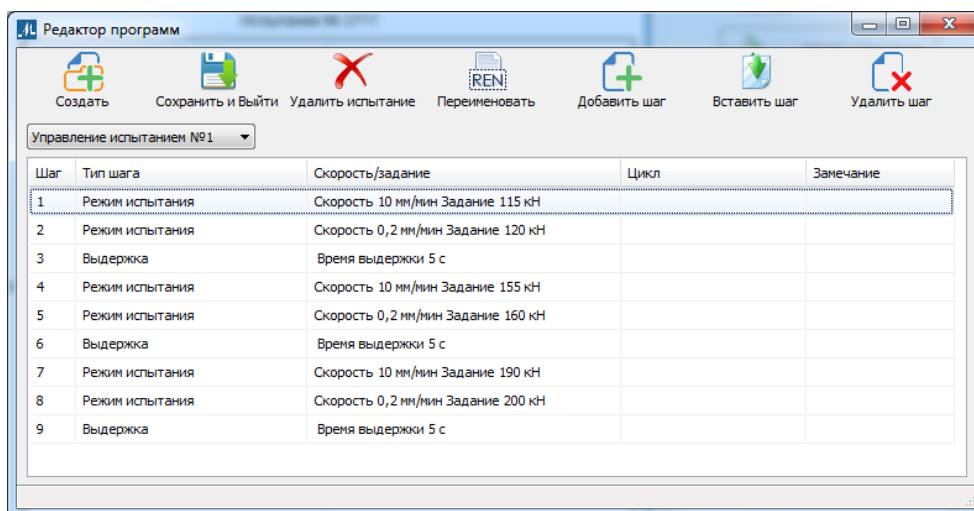 Редактор программ
Создать Сохранить и Выйти Удалить испытание Переименовать Добавить шаг Вставить шаг Удалить шаг
REN
Управление испытанием №1
Шаг Тип шага Скорость/задание Цикл Замечание
1 Режим испытания Скорость 10 мм/мин Задание 115 кН
2 Режим испытания Скорость 0,2 мм/мин Задание 120 кН
3 Выдержка Время выдержки 5 с
4 Режим испытания Скорость 10 мм/мин Задание 155 кН
5 Режим испытания Скорость 0,2 мм/мин Задание 160 кН
6 Выдержка Время выдержки 5 с
7 Режим испытания Скорость 10 мм/мин Задание 190 кН
8 Режим испытания Скорость 0,2 мм/мин Задание 200 кН
9 Выдержка Время выдержки 5 с